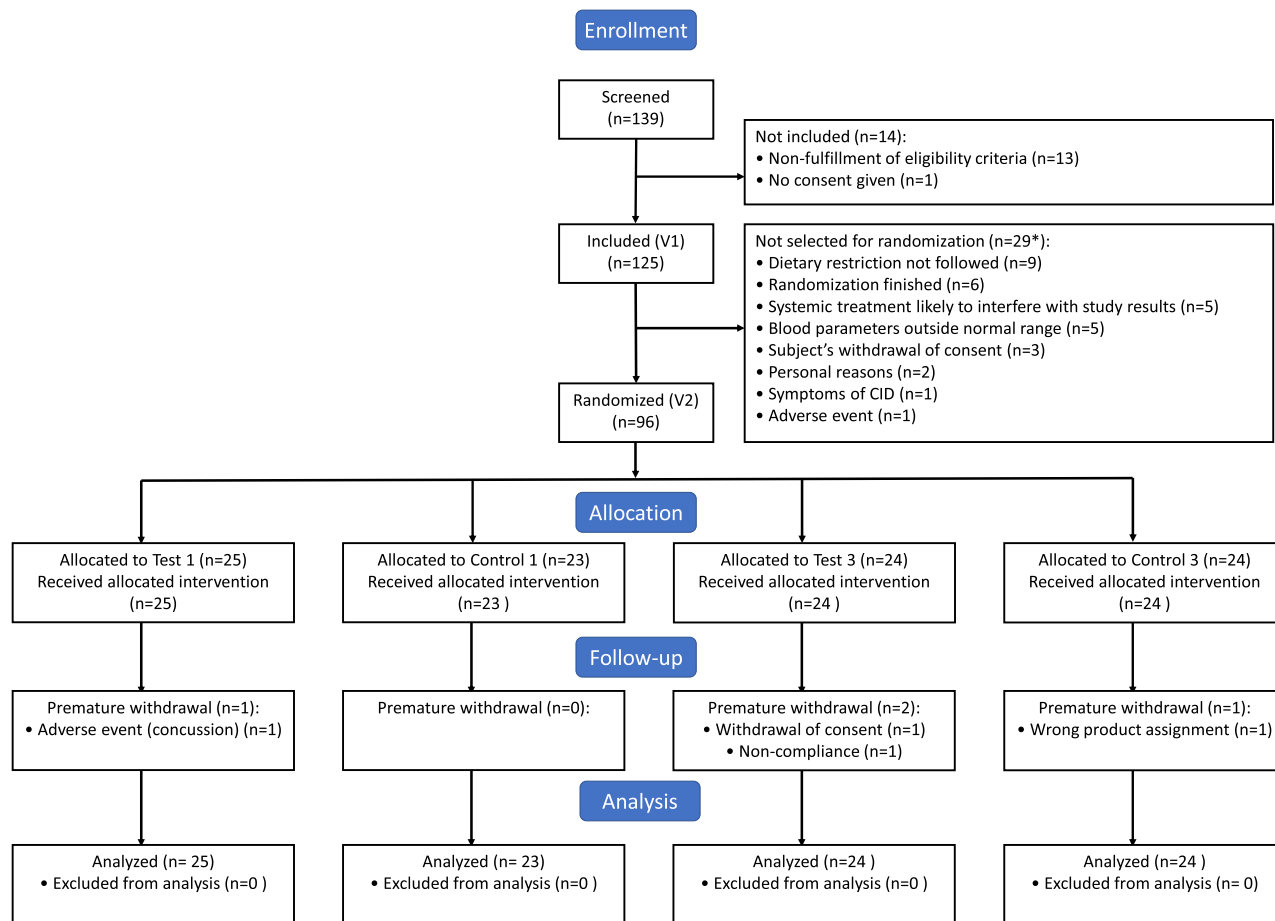 Enrollment
Screened
(n=139)
Not included (n=14):
• Non-fulfillment of eligibility criteria (n=13)
• No consent given (n=1)
Included (V1)
(n=125)
Not selected for randomization (n=29*):
• Dietary restriction not followed (n=9)
• Randomization finished (n=6)
• Systemic treatment likely to interfere with study results (n=5)
• Blood parameters outside normal range (n=5)
• Subject’s withdrawal of consent (n=3)
• Personal reasons (n=2)
• Symptoms of CID (n=1)
• Adverse event (n=1)
Randomized (V2)
(n=96)
Allocation
Allocated to Test 1 (n=25)
Received allocated intervention
(n=25)
Allocated to Control 1 (n=23)
Received allocated intervention
(n=23 )
Allocated to Test 3 (n=24)
Received allocated intervention
(n=24 )
Allocated to Control 3 (n=24)
Received allocated intervention
(n=24 )
Follow-up
Premature withdrawal (n=1):
• Adverse event (concussion) (n=1)
Premature withdrawal (n=0):
Premature withdrawal (n=2):
• Withdrawal of consent (n=1)
• Non-compliance (n=1)
Premature withdrawal (n=1):
• Wrong product assignment (n=1)
Analysis
Analyzed (n= 25)
• Excluded from analysis (n=0 )
Analyzed (n= 23)
• Excluded from analysis (n=0 )
Analyzed (n=24 )
• Excluded from analysis (n=0 )
Analyzed (n=24 )
• Excluded from analysis (n= 0)